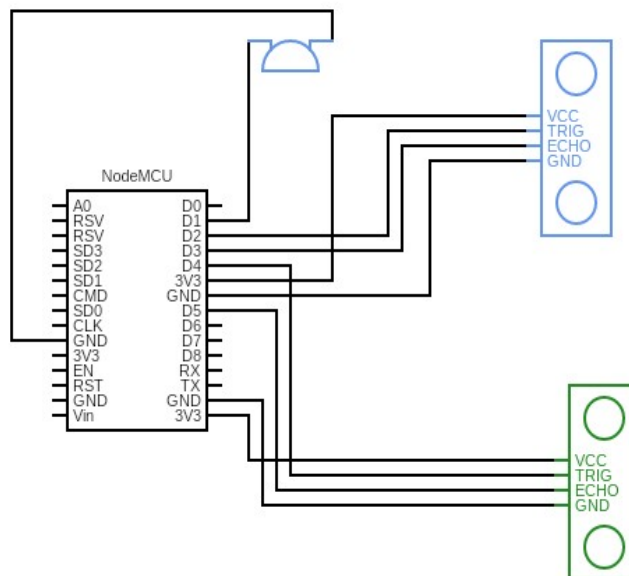 NodeMCU
A0 D0
RSV D1
RSV D2
SD3 D3
SD2 D4
SD1 3V3
CMD GND
SD0 D5
CLK D6
GND D7
3V3 D8
EN RX
RST TX
GND GND
Vin 3V3
VCC
TRIG
ECHO
GND
VCC
TRIG
ECHO
GND